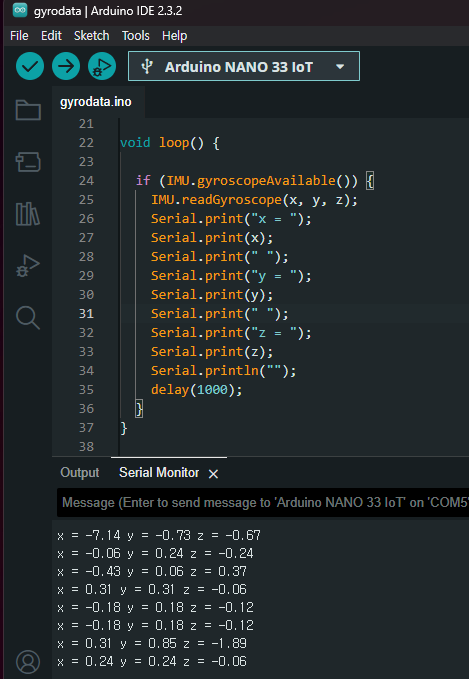 gyrodata | Arduino IDE 2.3.2
File Edit Sketch Tools Help
Arduino NANO 33 IoT
gyrodata.ino
21
22 void loop() {
23
24 if (IMU.gyroscopeAvailable()) {
25 IMU.readGyroscope(x, y, z);
26 Serial.print("x = ");
27 Serial.print(x);
28 Serial.print(" ");
29 Serial.print("y = ");
30 Serial.print(y);
31 Serial.print(" ");
32 Serial.print("z = ");
33 Serial.print(z);
34 Serial.println("");
35 delay(1000);
36 }
37 }
38
Output Serial Monitor
Message (Enter to send message to 'Arduino NANO 33 IoT' on 'COM5'
x = -7.14 y = -0.73 z = -0.67
x = -0.06 y = 0.24 z = -0.24
x = -0.43 y = 0.06 z = 0.37
x = 0.31 y = 0.31 z = -0.06
x = -0.18 y = 0.18 z = -0.12
x = -0.18 y = 0.18 z = -0.12
x = 0.31 y = 0.85 z = -1.89
x = 0.24 y = 0.24 z = -0.06